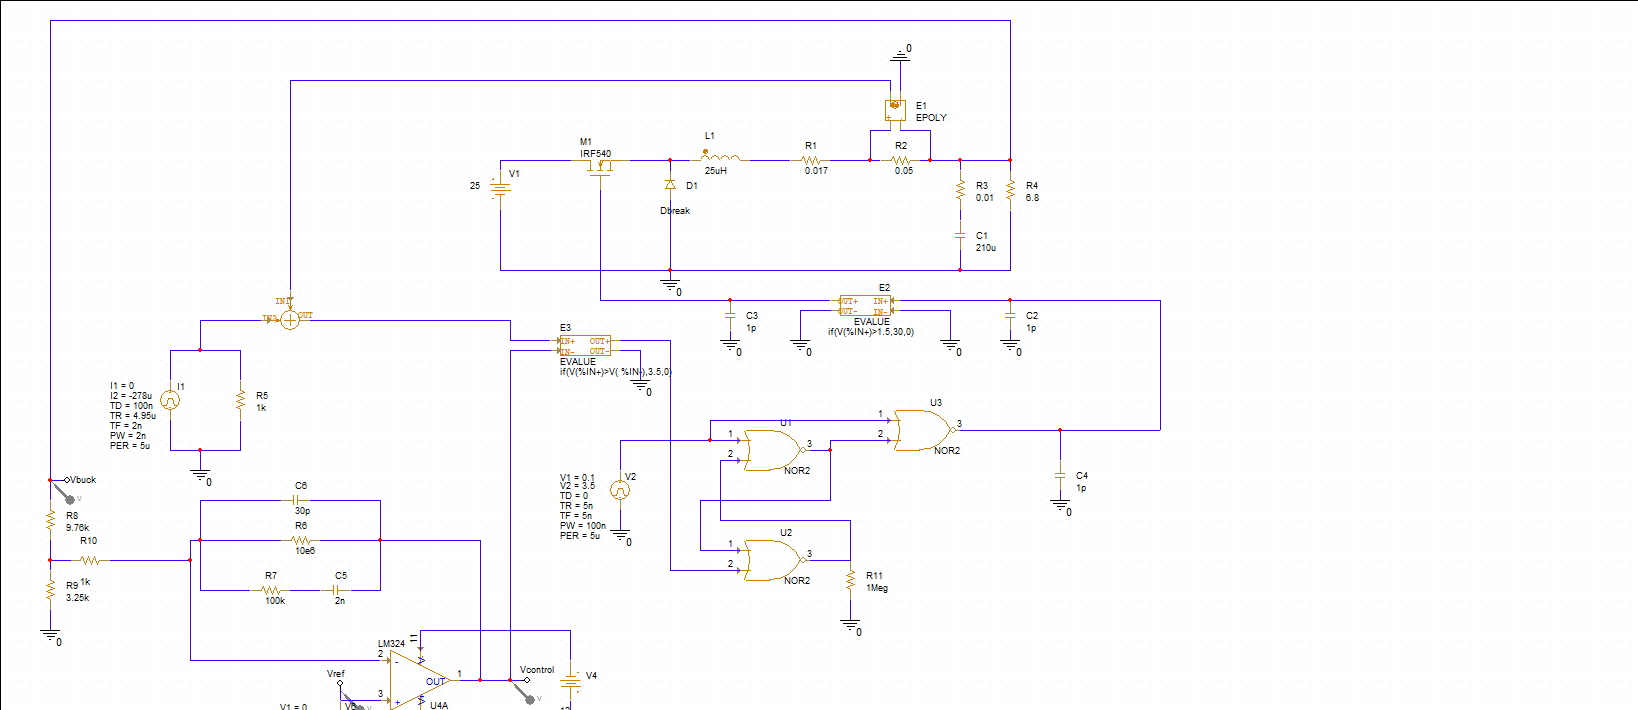 0
E1
EPOLY
M1
IRF540
L1
25uH
R1
0.017
R2
0.05
25
V1
D1
Dbreak
R3
0.01
R4
6.8
C1
210u
0
IN1
IN2
OUT
E2
OUT+ IN+
OUT- IN-
EVALUE
if(V(%IN+)>1.5,30,0)
C3
1p
0
0
0
C2
1p
0
E3
IN+ OUT+
IN- OUT-
EVALUE
if(V(%IN+)>V( %IN-),3.5,0)
0
I1
I1 = 0
I2 = -278u
TD = 100n
TR = 4.95u
TF = 2n
PW = 2n
PER = 5u
R5
1k
0
U1
1
2
3
NOR2
U3
1
2
3
NOR2
V2
V1 = 0.1
V2 = 3.5
TD = 0
TR = 5n
TF = 5n
PW = 100n
PER = 5u
0
C4
1p
0
U2
1
2
3
NOR2
R11
1Meg
0
Vbuck
V
R8
9.76k
R10
1k
R9
3.25k
0
C6
30p
R6
10e6
R7
100k
C5
2n
LM324
11
2
-
3
+
1
OUT
U4A
Vref
V
V1 = 0
Vcontrol
V
V4